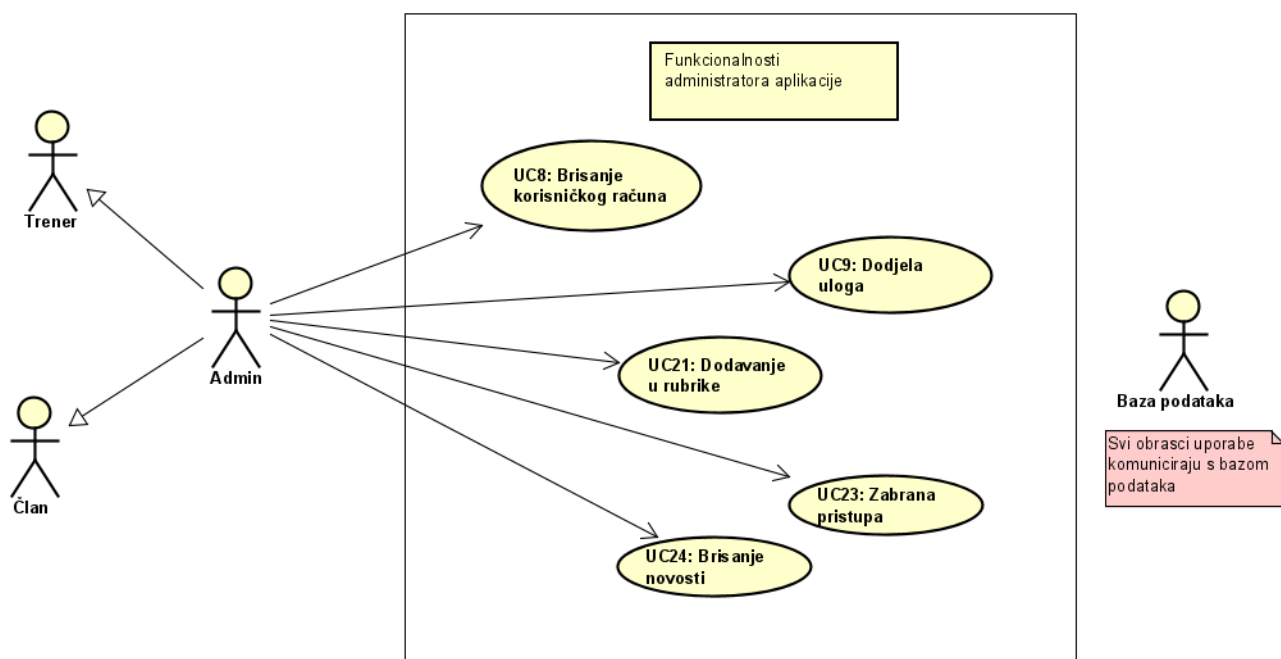 Funkcionalnosti
administratora aplikacije
Trener
UC8: Brisanje
korisničkog računa
UC9: Dodjela
uloga
Admin
UC21: Dodavanje
u rubrike
Baza podataka
Svi obrasci uporabe
komuniciraju s bazom
podataka
Član
UC23: Zabrana
pristupa
UC24: Brisanje
novosti